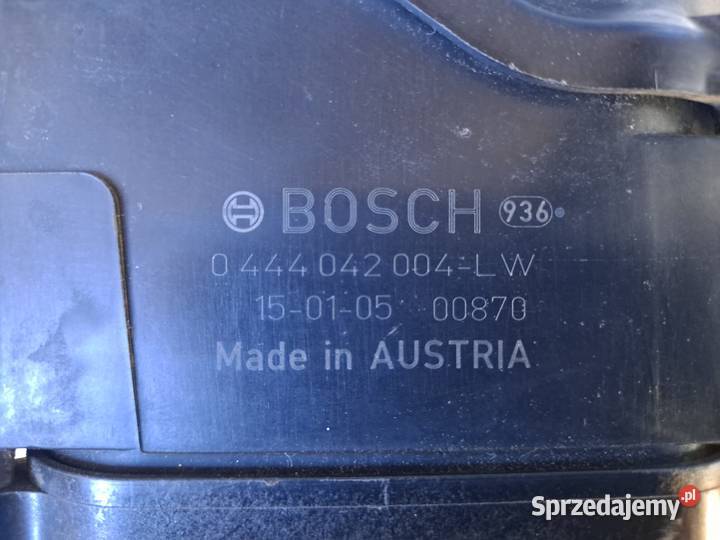 BOSCH 936
0 444 042 004-LW
15-01-05 00870
Made in AUSTRIA
Sprzedajemy.pl